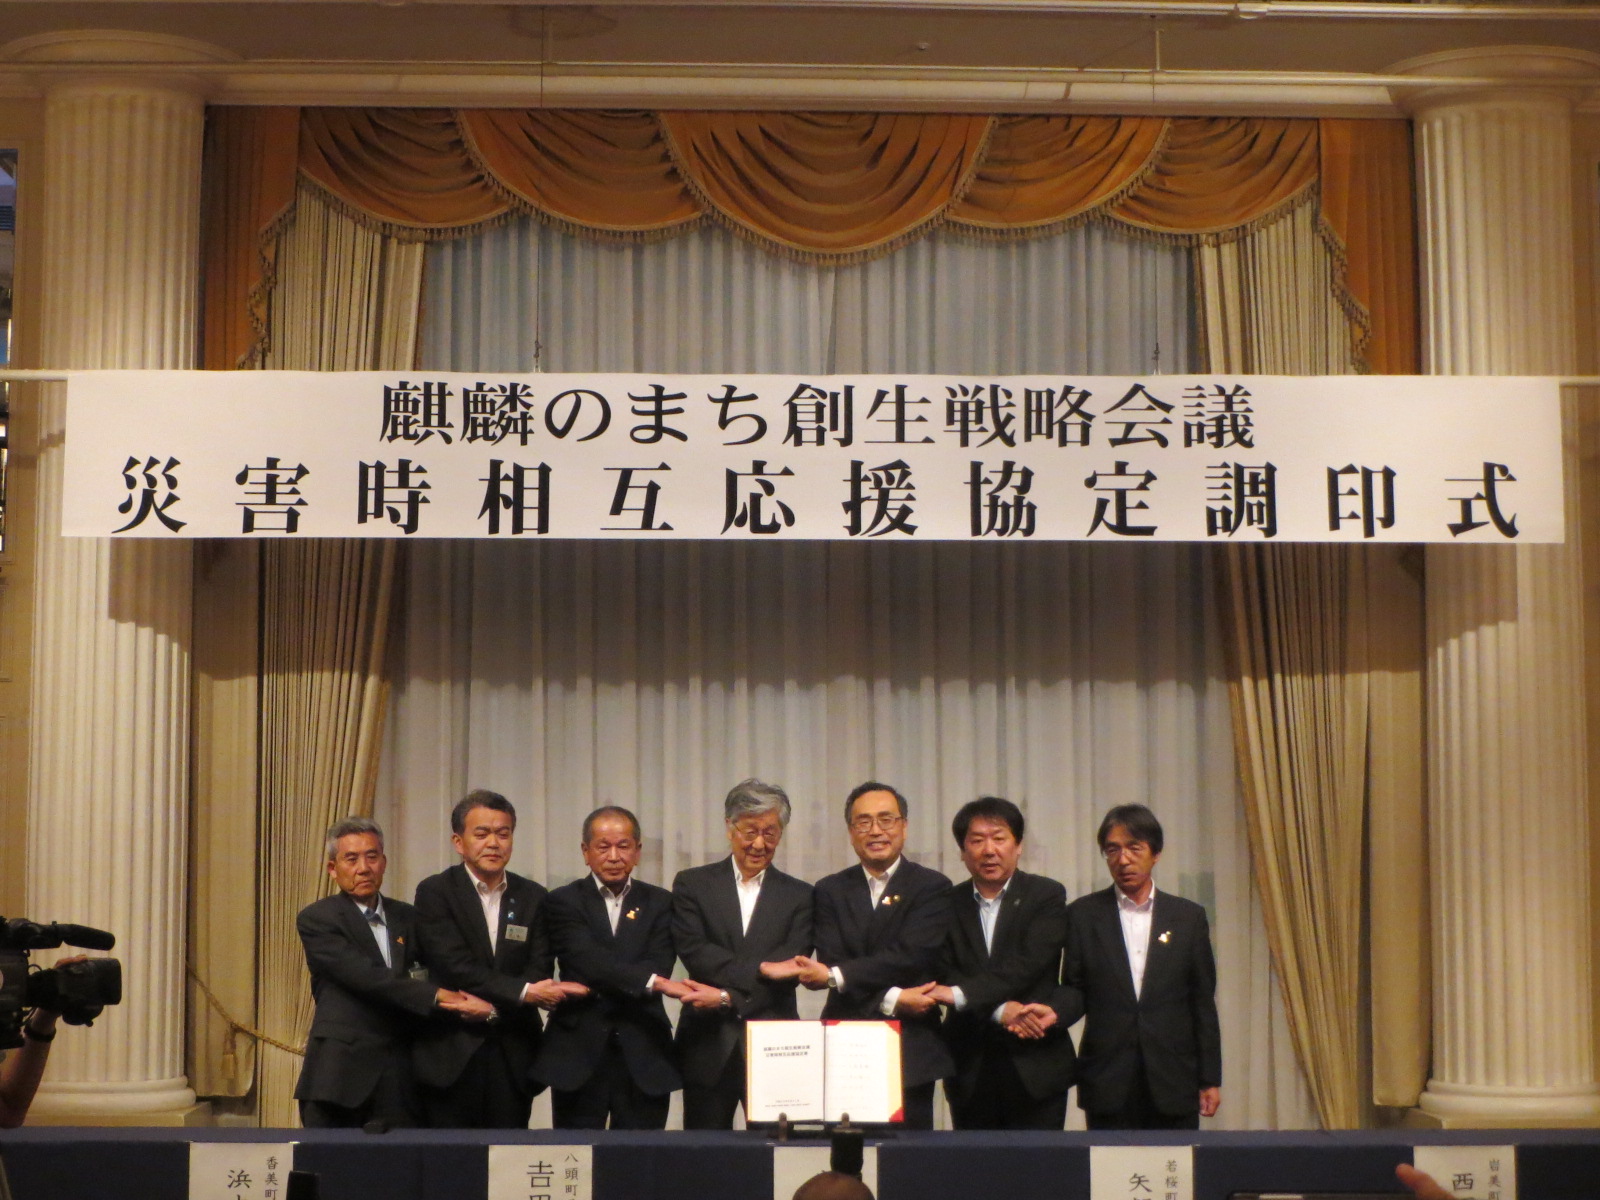 麒麟のまち創生戦略会議
災害時相互応援協定調印式
香美町
浜
八頭町
吉田
若桜町
矢
岩美
西